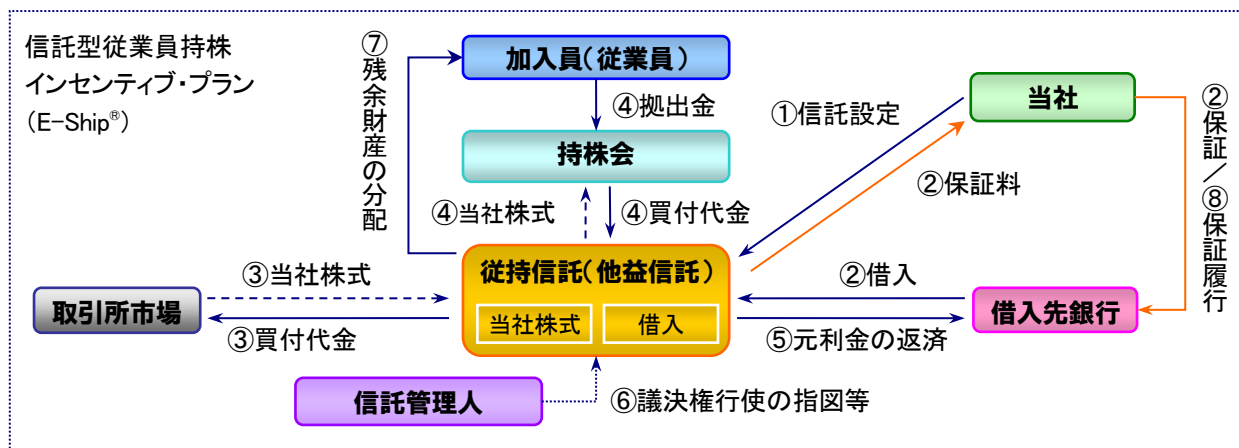 信託型従業員持株
インセンティブ・プラン
(E-Ship®)
⑦残余財産の分配
加入員(従業員)
④拠出金
持株会
④当社株式
④買付代金
①信託設定
当社
②保証料
②保証/⑧保証履行
従持信託(他益信託)
当社株式
借入
③当社株式
取引所市場
③買付代金
②借入
借入先銀行
⑤元利金の返済
信託管理人
⑥議決権行使の指図等